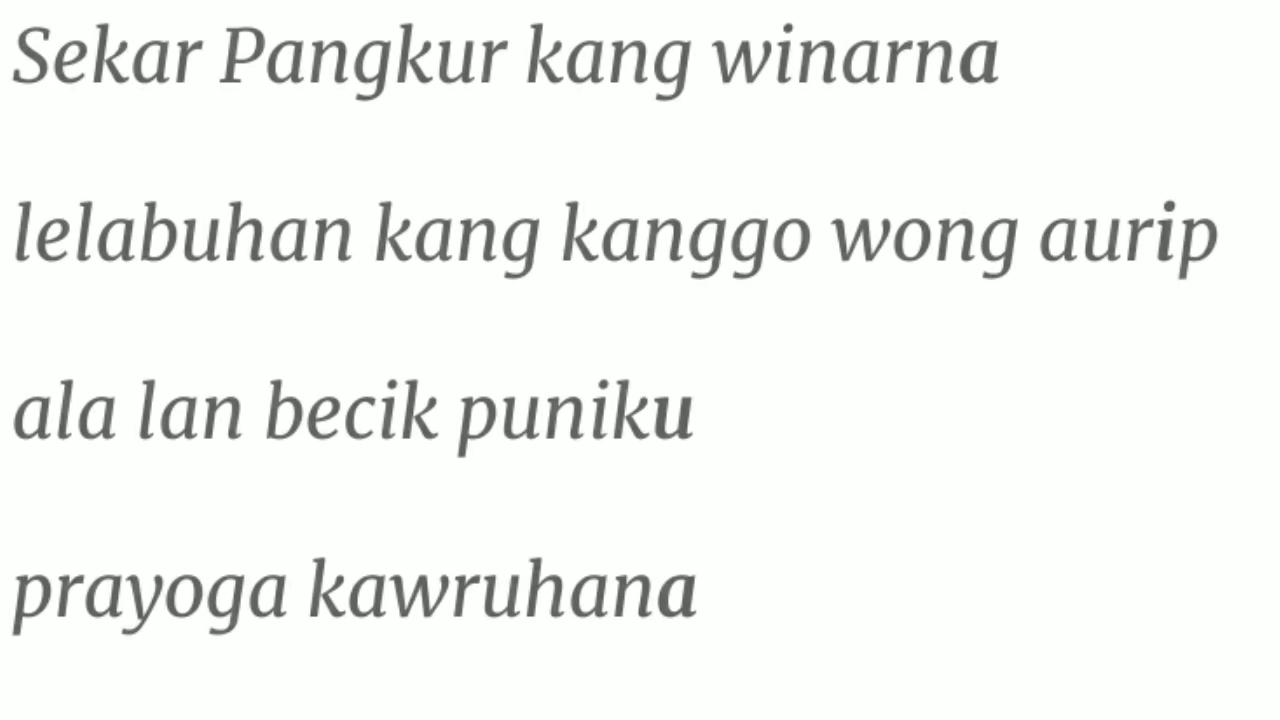 Sekar Pangkur kang winarna
lelabuhan kang kanggo wong aurip
ala lan becik puniku
prayoga kawruhana